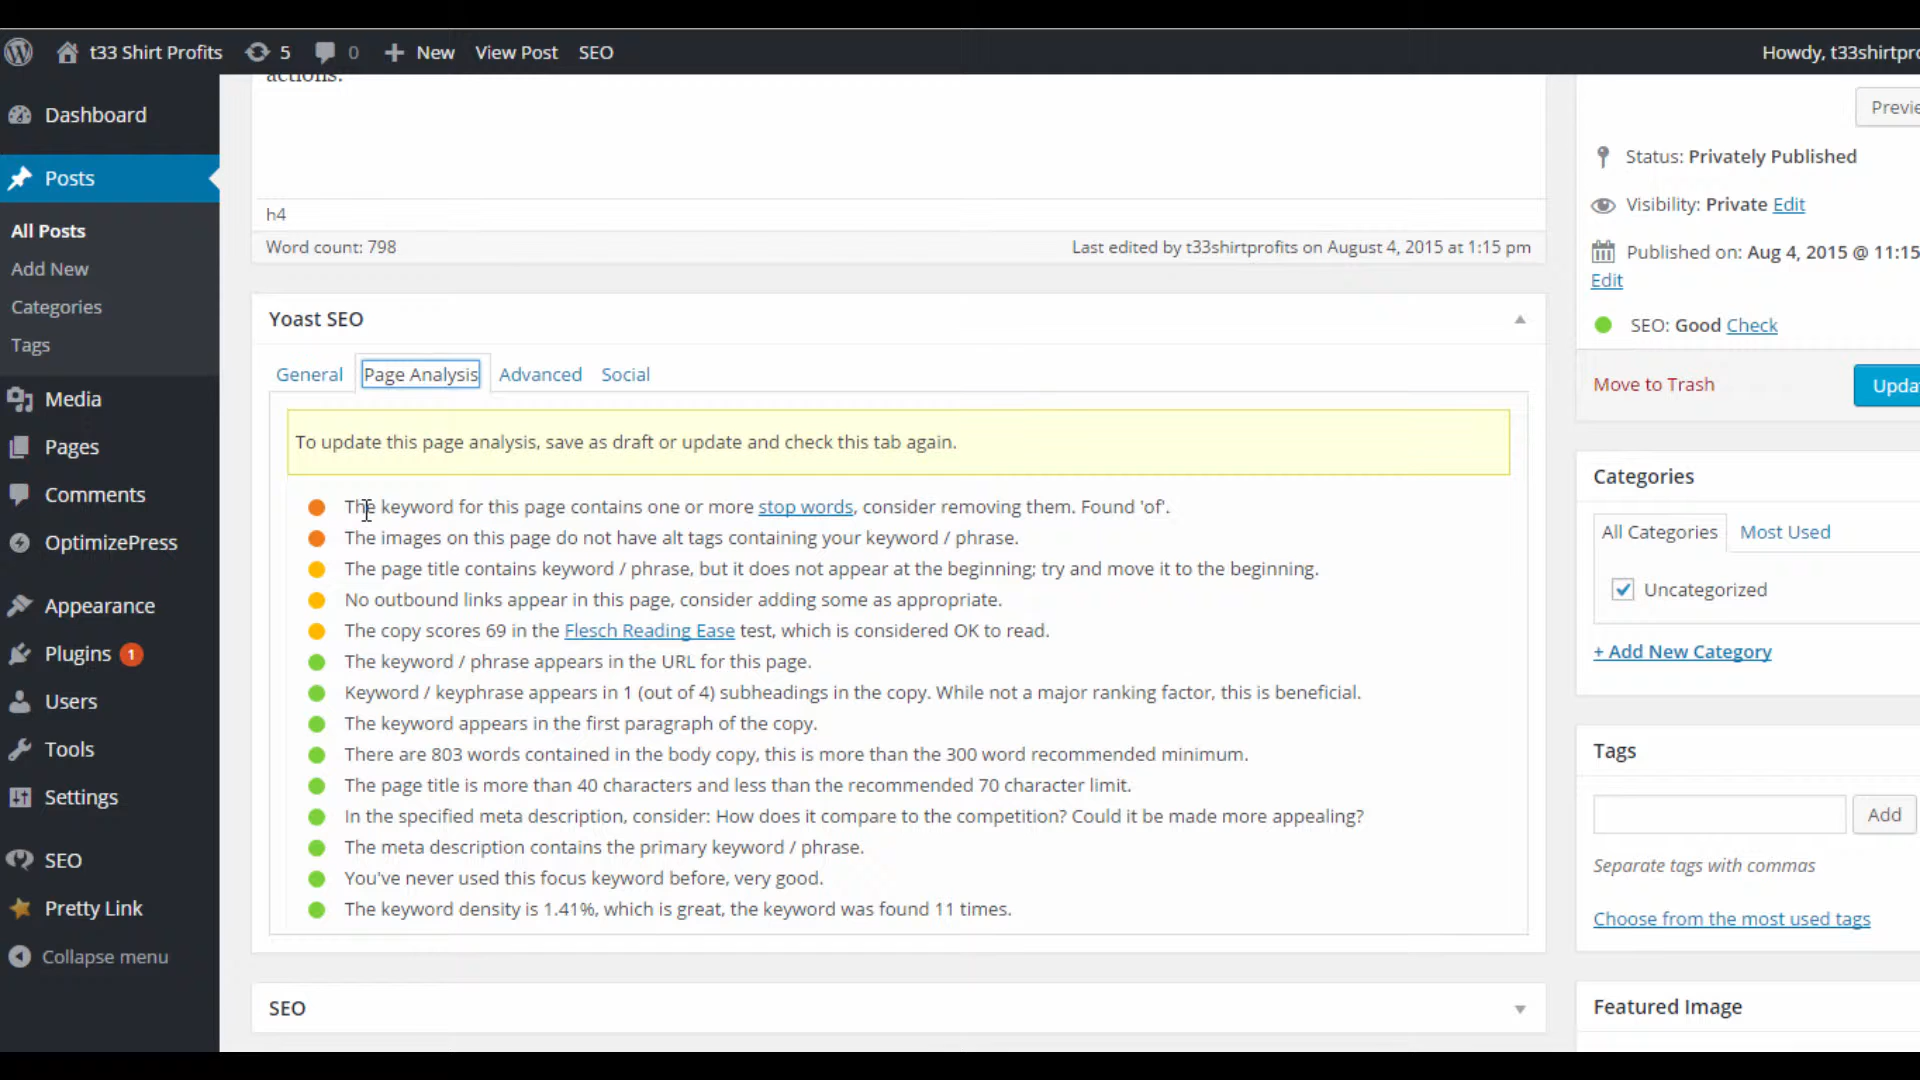 t33 Shirt Profits 5 0 New View Post SEO Howdy, t33shirtpro
Dashboard
Posts
All Posts
Add New
Categories
Tags
Media
Pages
Comments
OptimizePress
Appearance
Plugins 1
Users
Tools
Settings
SEO
Pretty Link
Collapse menu
actions.
h4
Word count: 798 Last edited by t33shirtprofits on August 4, 2015 at 1:15 pm
Yoast SEO
General Page Analysis Advanced Social
To update this page analysis, save as draft or update and check this tab again.
The keyword for this page contains one or more stop words, consider removing them. Found 'of'.
The images on this page do not have alt tags containing your keyword / phrase.
The page title contains keyword / phrase, but it does not appear at the beginning; try and move it to the beginning.
No outbound links appear in this page, consider adding some as appropriate.
The copy scores 69 in the Flesch Reading Ease test, which is considered OK to read.
The keyword / phrase appears in the URL for this page.
Keyword / keyphrase appears in 1 (out of 4) subheadings in the copy. While not a major ranking factor, this is beneficial.
The keyword appears in the first paragraph of the copy.
There are 803 words contained in the body copy, this is more than the 300 word recommended minimum.
The page title is more than 40 characters and less than the recommended 70 character limit.
In the specified meta description, consider: How does it compare to the competition? Could it be made more appealing?
The meta description contains the primary keyword / phrase.
You've never used this focus keyword before, very good.
The keyword density is 1.41%, which is great, the keyword was found 11 times.
SEO
Previe
Status: Privately Published
Visibility: Private Edit
Published on: Aug 4, 2015 @ 11:15
Edit
SEO: Good Check
Move to Trash Upda
Categories
All Categories Most Used
Uncategorized
+ Add New Category
Tags
Add
Separate tags with commas
Choose from the most used tags
Featured Image